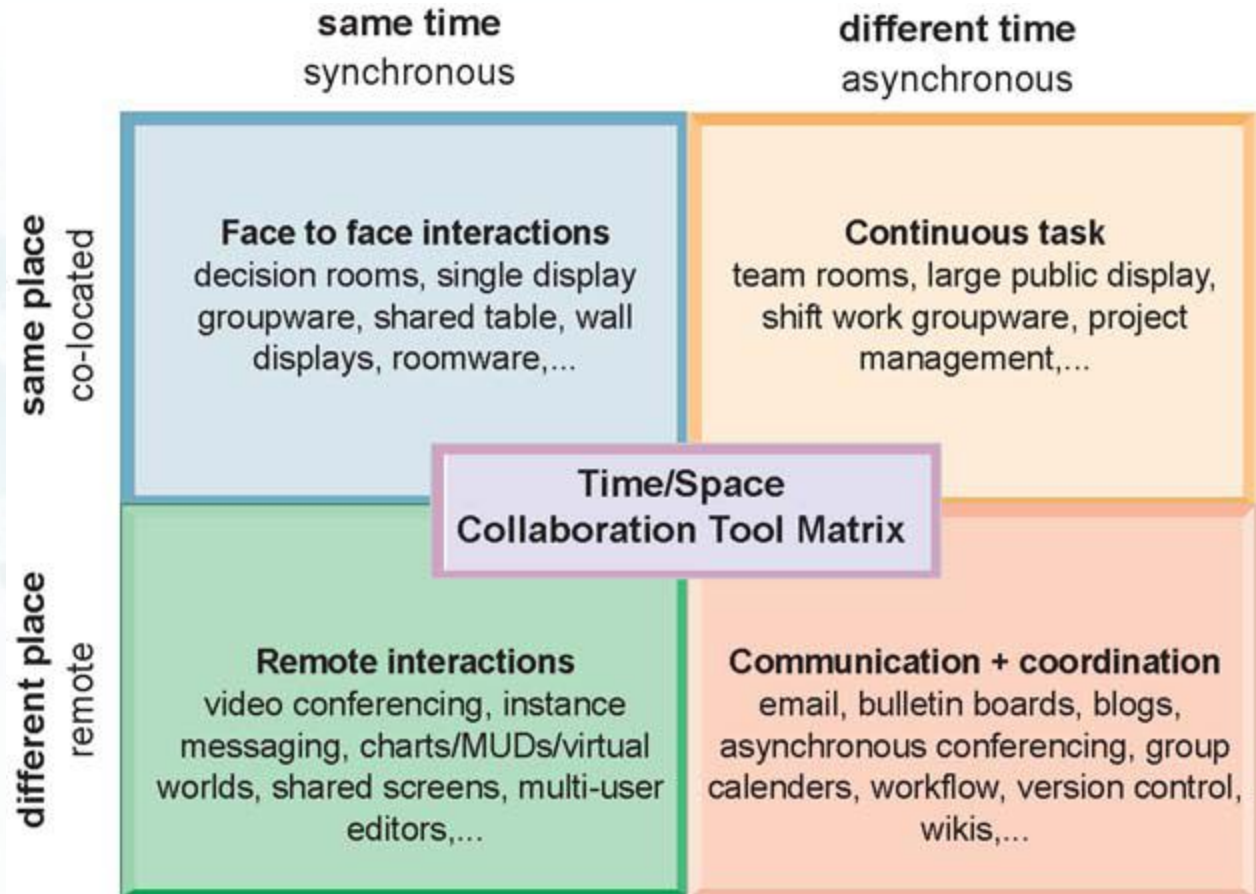 same time
synchronous
different time
asynchronous
same place
co-located
Face to face interactions
decision rooms, single display
groupware, shared table, wall
displays, roomware,...
Continuous task
team rooms, large public display,
shift work groupware, project
management,...
Time/Space
Collaboration Tool Matrix
different place
remote
Remote interactions
video conferencing, instance
messaging, charts/MUDs/virtual
worlds, shared screens, multi-user
editors,...
Communication + coordination
email, bulletin boards, blogs,
asynchronous conferencing, group
calenders, workflow, version control,
wikis,...